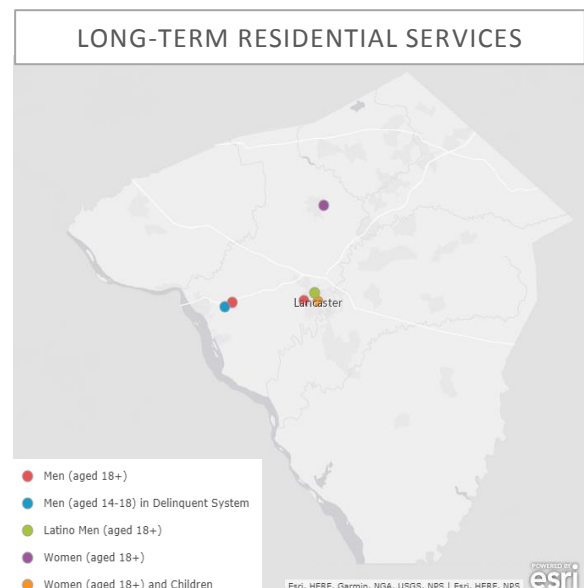 LONG-TERM RESIDENTIAL SERVICES
Lancaster
Men (aged 18+)
Men (aged 14-18) in Delinquent System
Latino Men (aged 18+)
Women (aged 18+)
Women (aged 18+) and Children
Esri, HERE, Garmin, NGA, USGS, NPS | Esri, HERE, NPS
POWERED BY
esri